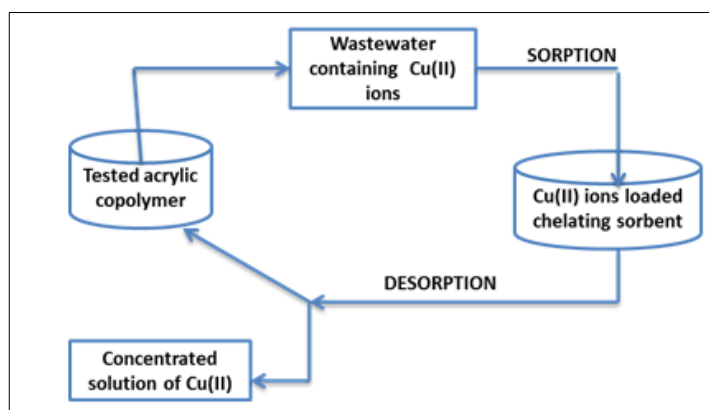 Wastewater
containing Cu(II)
ions
SORPTION
Tested acrylic
copolymer
Cu(II) ions loaded
chelating sorbent
DESORPTION
Concentrated
solution of Cu(II)